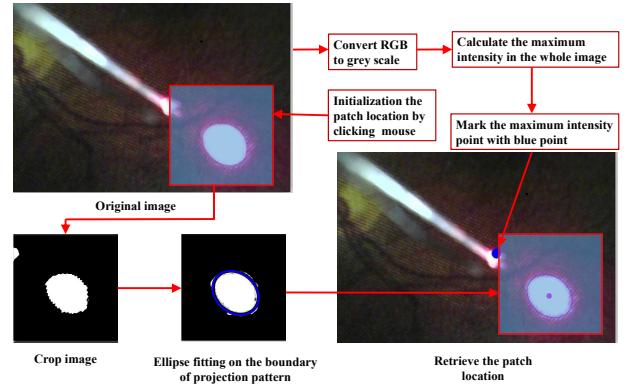 Convert RGB
to grey scale
Calculate the maximum
intensity in the whole image
Initialization the
patch location by
clicking mouse
Mark the maximum intensity
point with blue point
Original image
Crop image
Ellipse fitting on the boundary
of projection pattern
Retrieve the patch
location